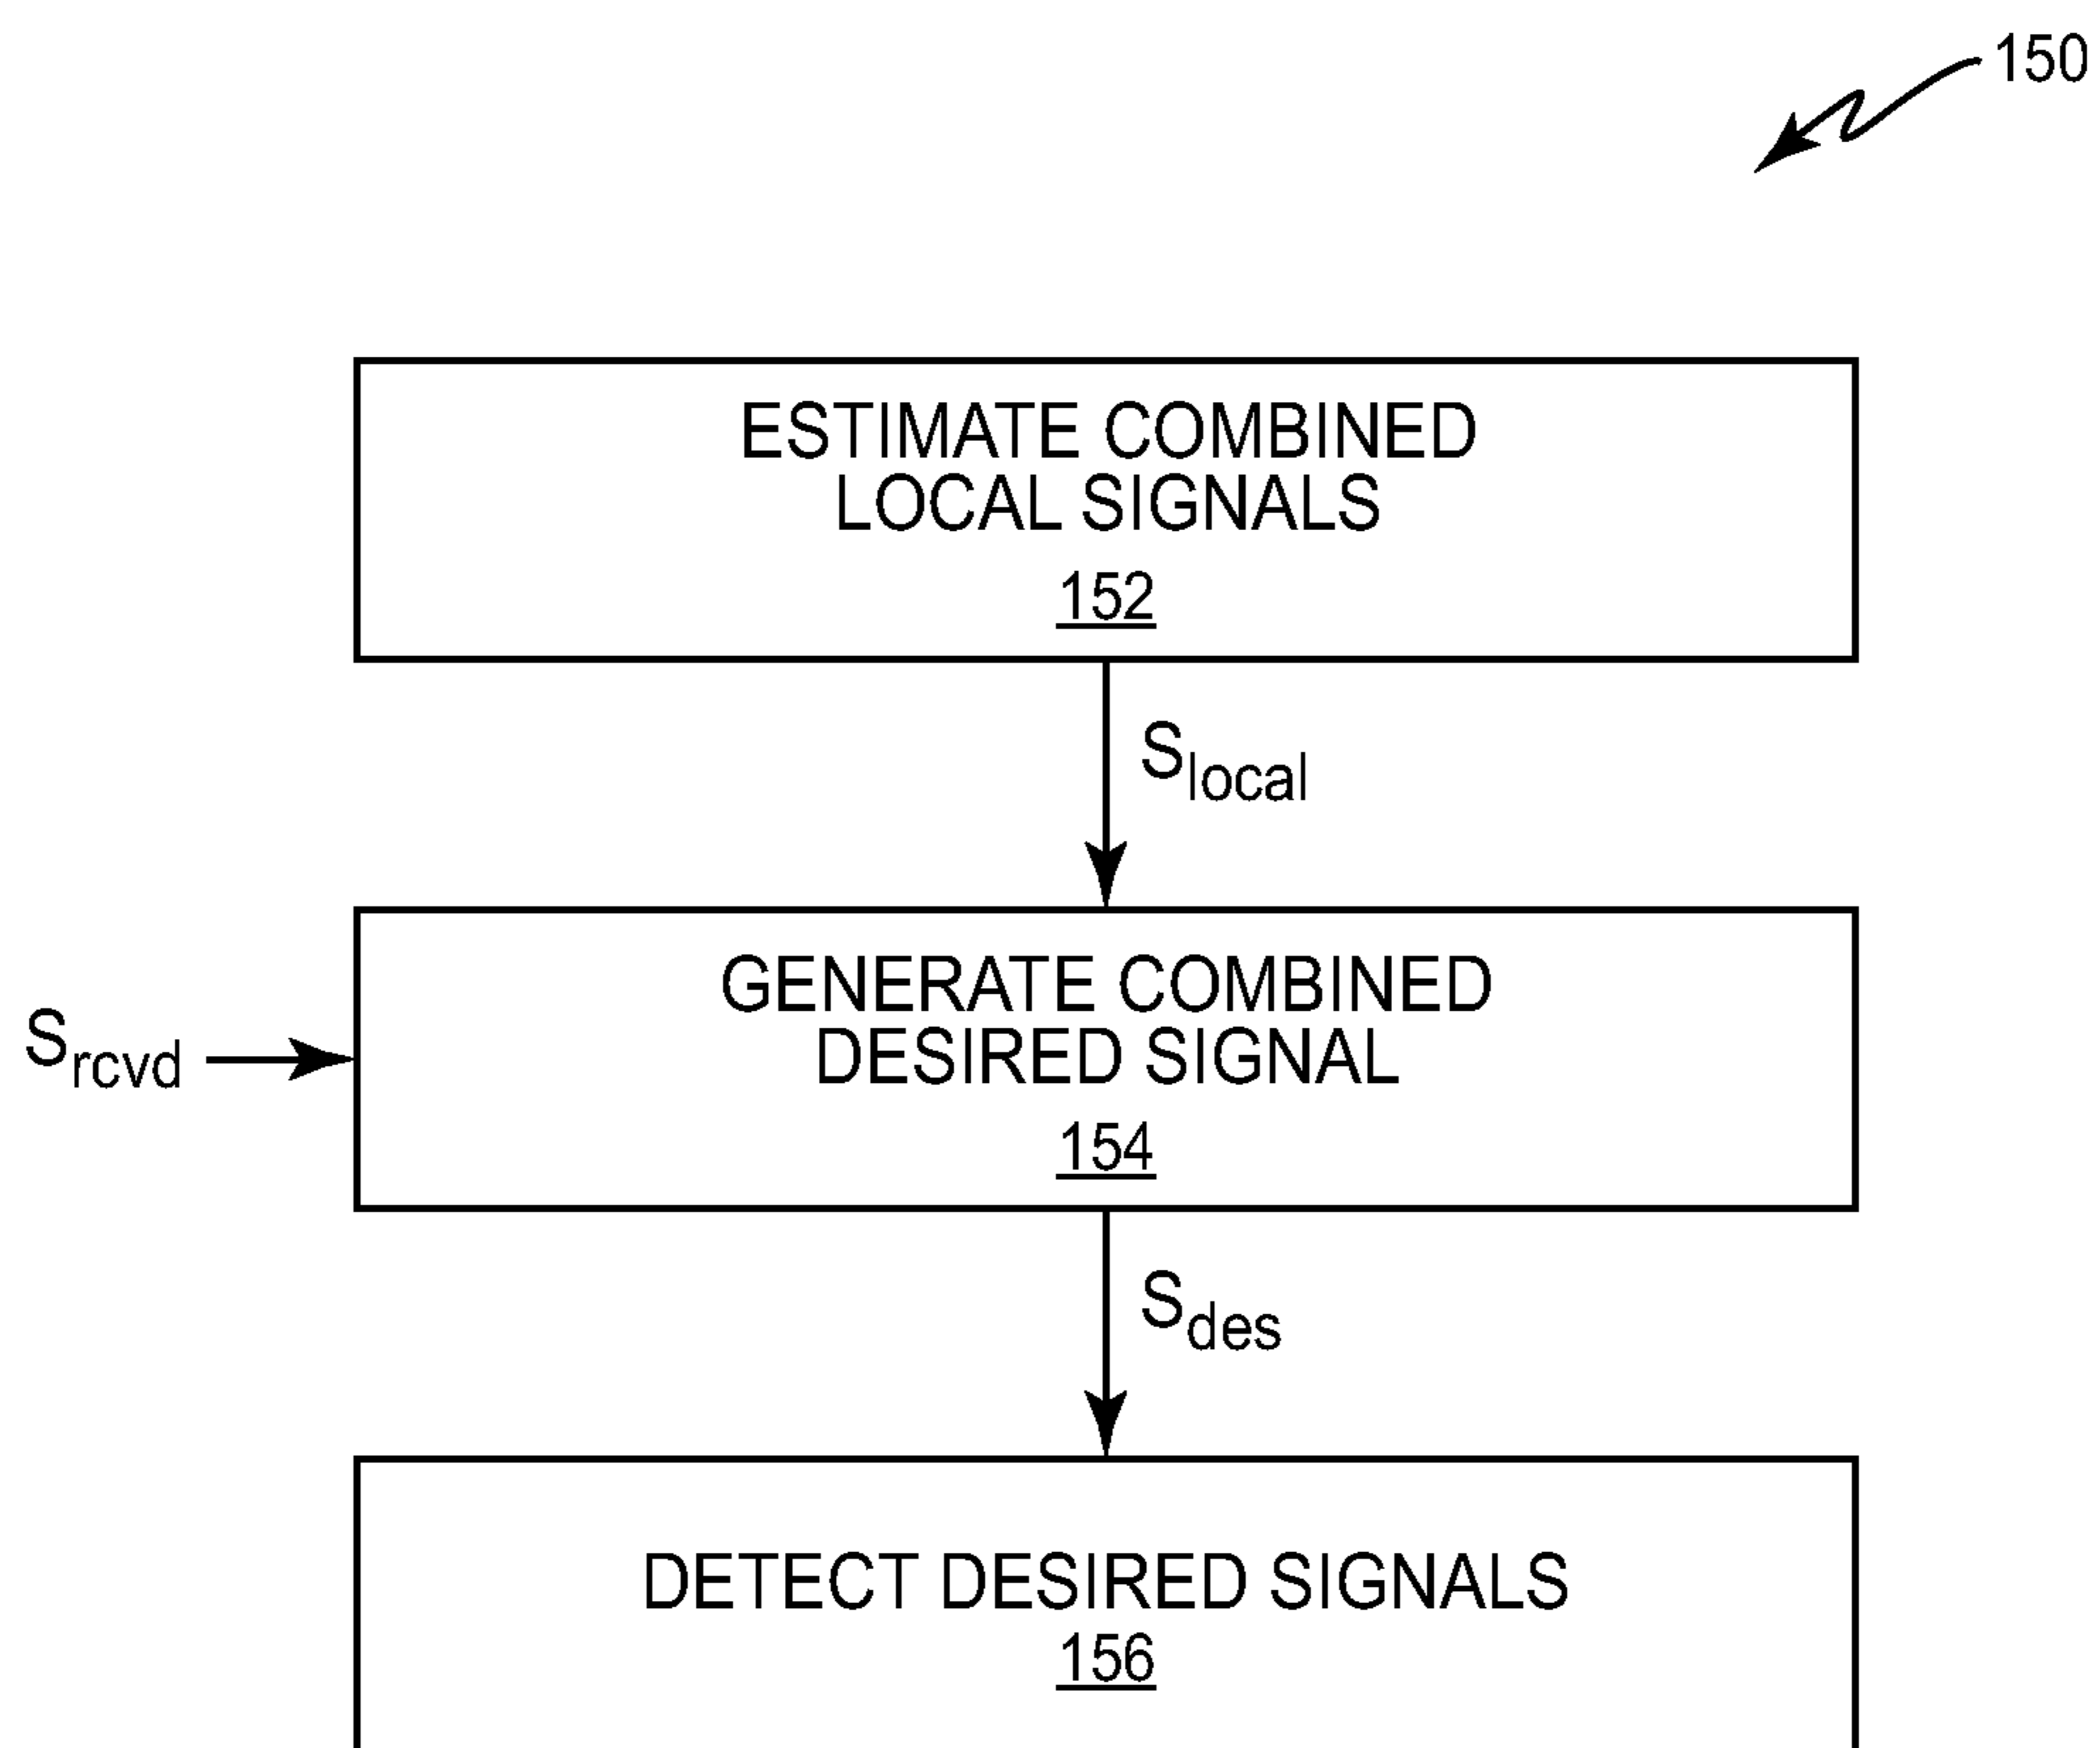 150
ESTIMATE COMBINED
LOCAL SIGNALS
152
Slocal
GENERATE COMBINED
DESIRED SIGNAL
154
Srcvd
Sdes
DETECT DESIRED SIGNALS
156